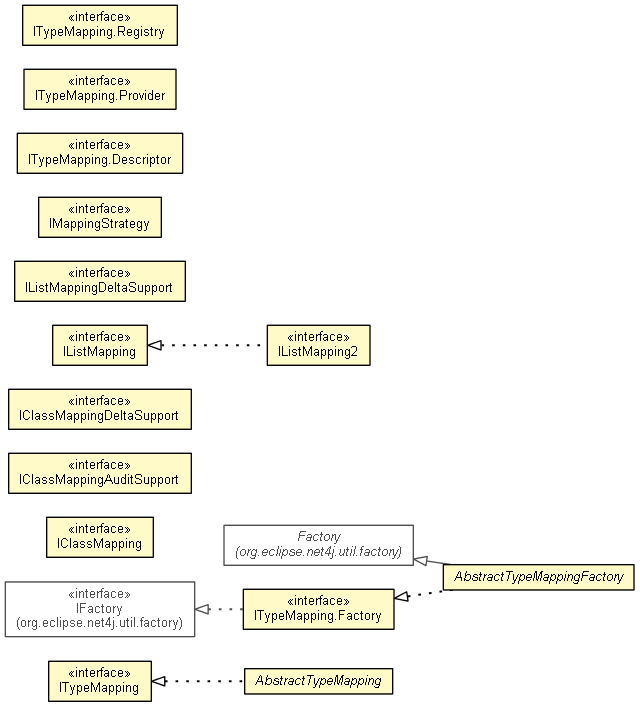 «interface»
ITypeMapping.Registry
«interface»
ITypeMapping.Provider
«interface»
ITypeMapping.Descriptor
«interface»
IMappingStrategy
«interface»
IListMappingDeltaSupport
«interface»
IListMapping
«interface»
IListMapping2
«interface»
IClassMappingDeltaSupport
«interface»
IClassMappingAuditSupport
«interface»
IClassMapping
Factory
(org.eclipse.net4j.util.factory)
AbstractTypeMappingFactory
«interface»
IFactory
(org.eclipse.net4j.util.factory)
«interface»
ITypeMapping.Factory
«interface»
ITypeMapping
AbstractTypeMapping